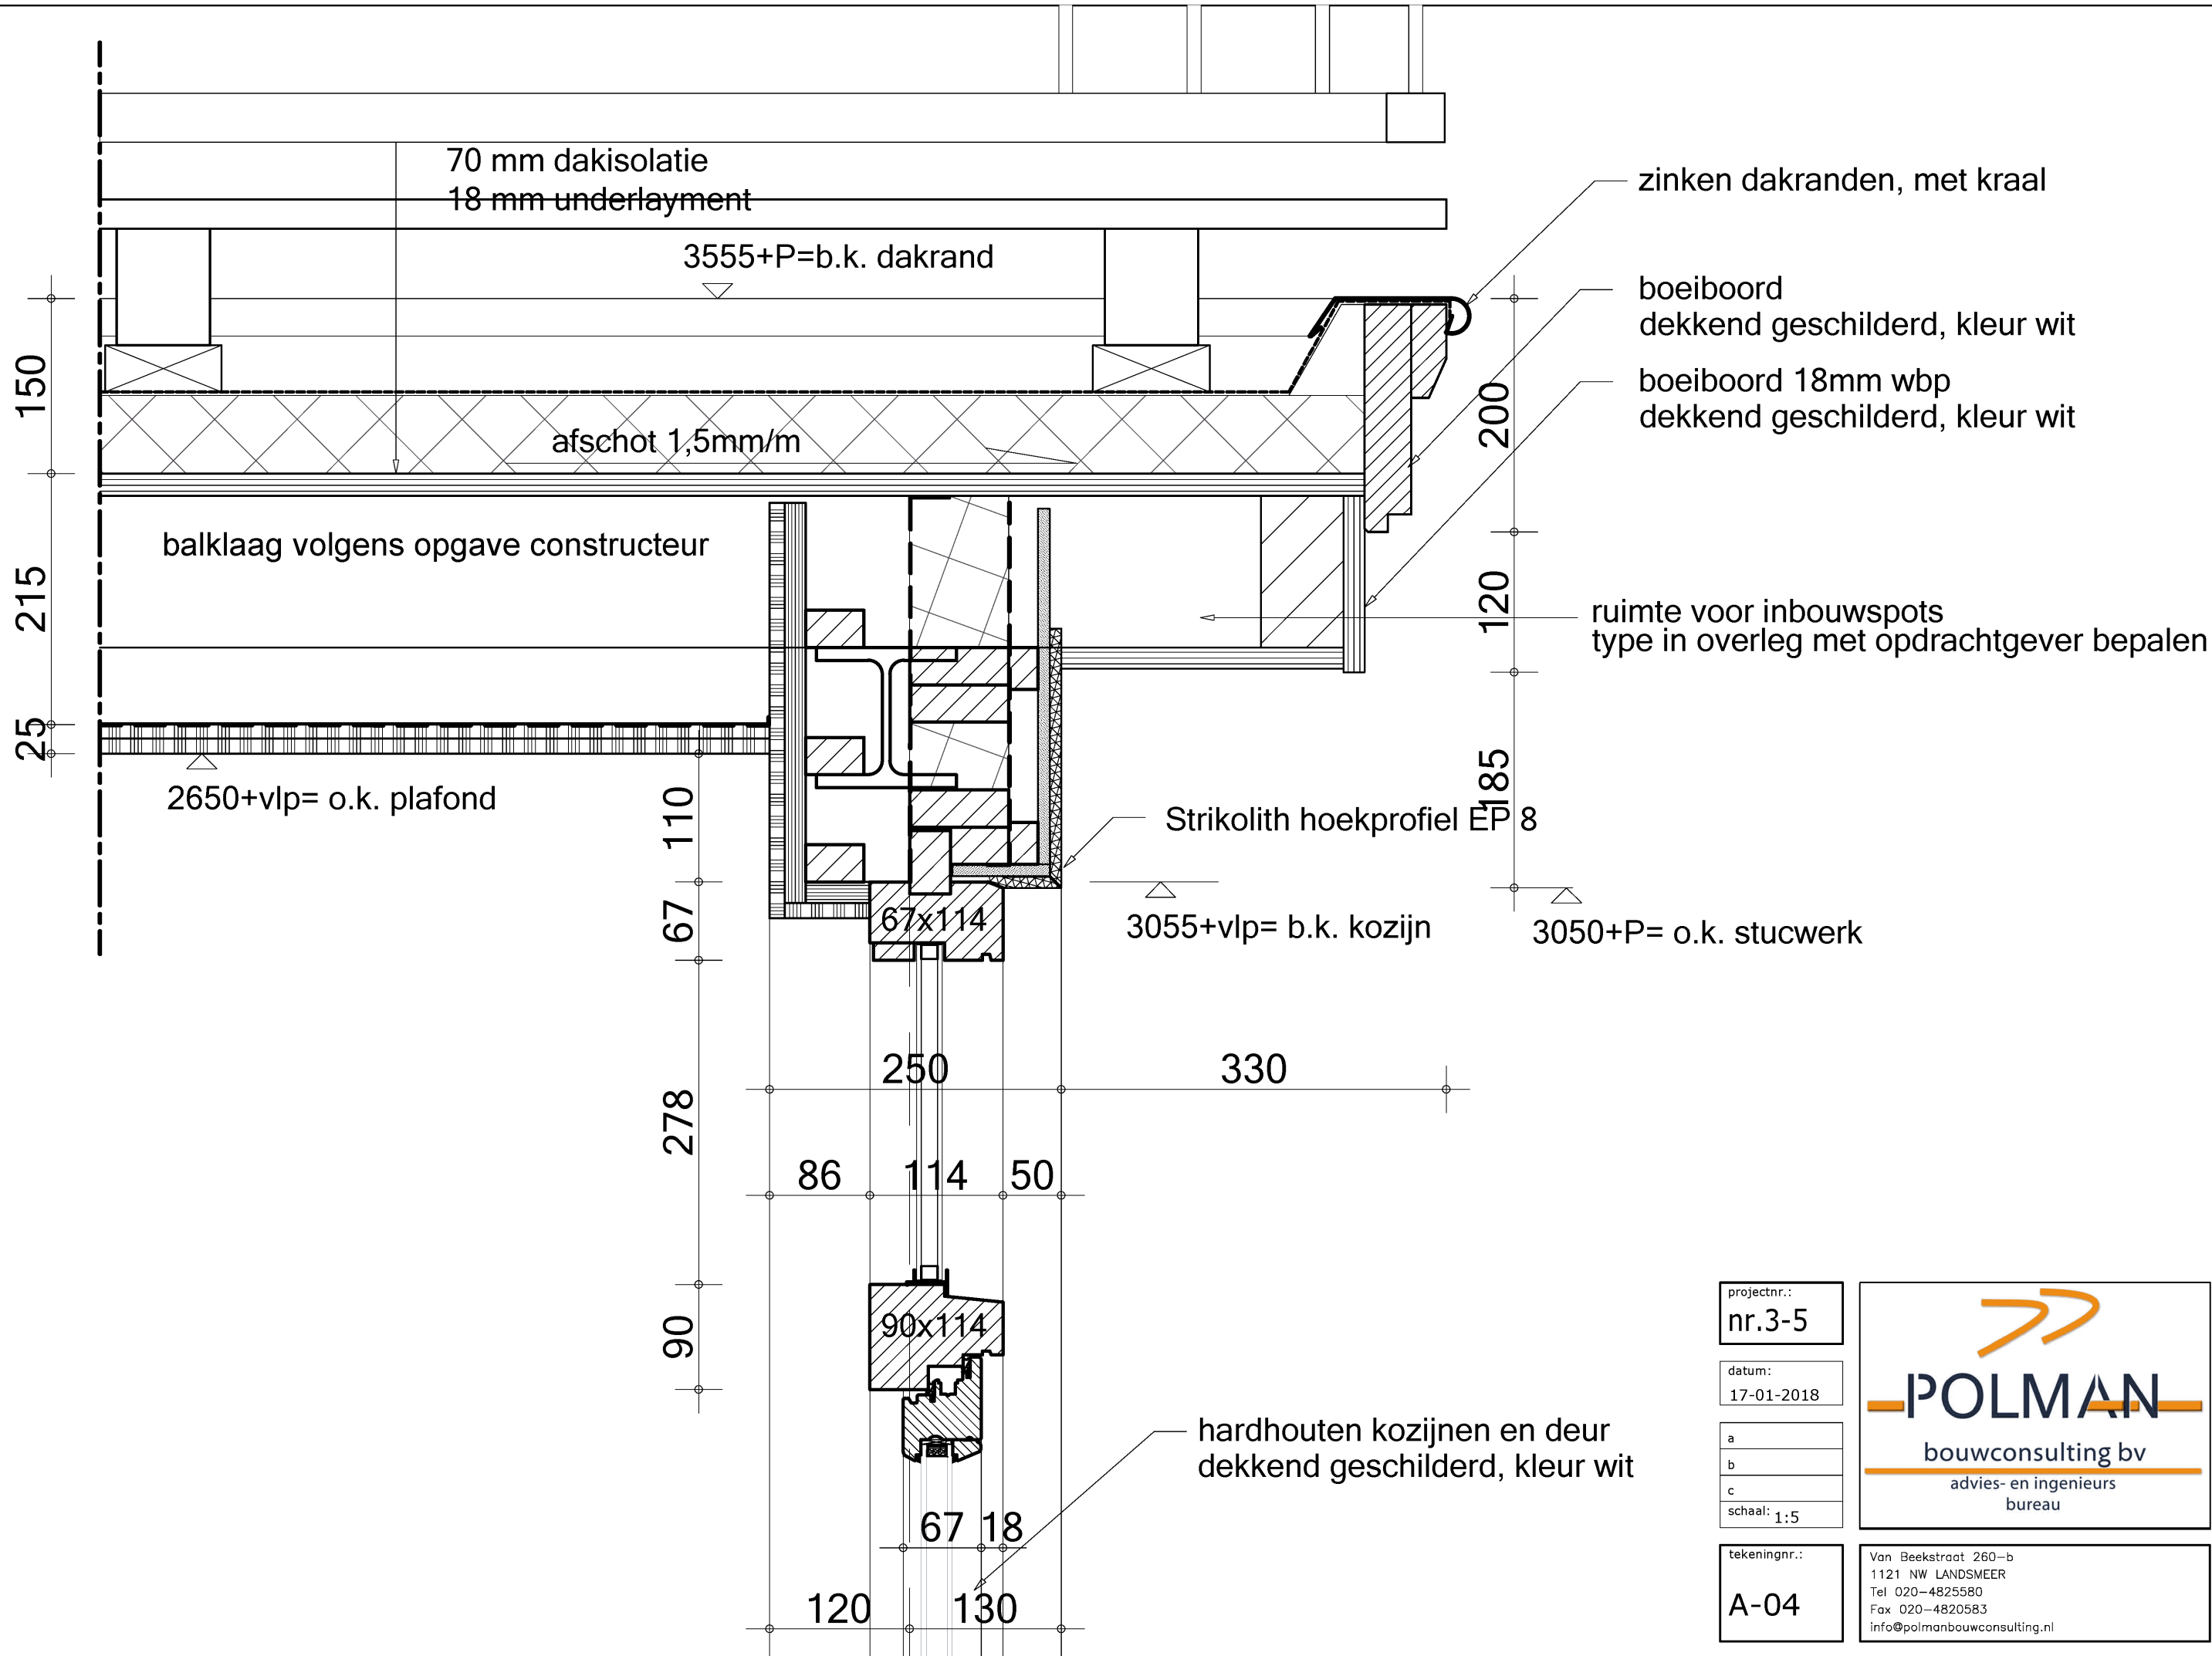 70 mm dakisolatie
18 mm underlayment
3555+P=b.k. dakrand
zinken dakranden, met kraal
boeiboord
dekkend geschilderd, kleur wit
boeiboord 18mm wbp
dekkend geschilderd, kleur wit
afschot 1,5mm/m
balklaag volgens opgave constructeur
ruimte voor inbouwspots
type in overleg met opdrachtgever bepalen
150
215
25
200
120
185
2650+vlp= o.k. plafond
Strikolith hoekprofiel EP 8
3055+vlp= b.k. kozijn
3050+P= o.k. stucwerk
110
67
278
90
67x114
250
330
86
114
50
90x114
hardhouten kozijnen en deur
dekkend geschilderd, kleur wit
67
18
120
130
projectnr.:
nr.3-5
datum:
17-01-2018
a
b
c
schaal: 1:5
tekeningnr.:
A-04
POLMAN
bouwconsulting bv
advies- en ingenieurs
bureau
Van Beekstraat 260-b
1121 NW LANDSMEER
Tel 020-4825580
Fax 020-4820583
info@polmanbouwconsulting.nl